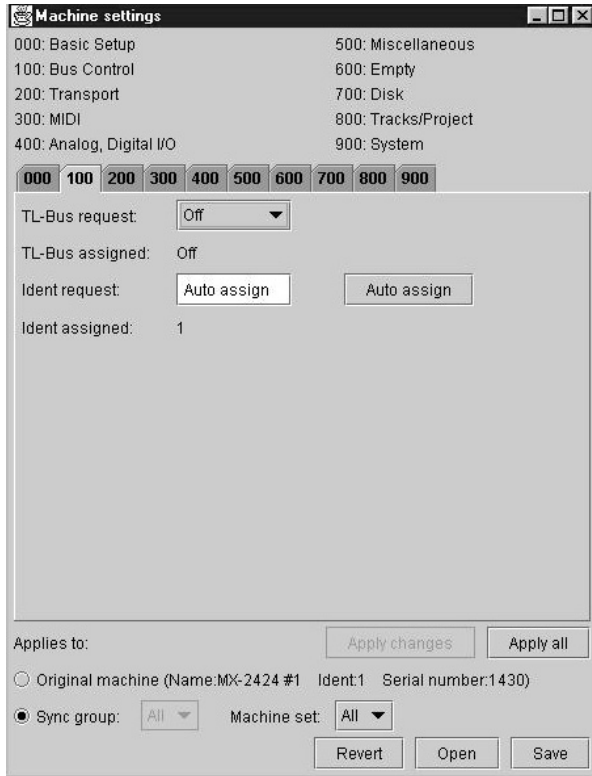 Machine settings
000: Basic Setup
100: Bus Control
200: Transport
300: MIDI
400: Analog, Digital I/O
500: Miscellaneous
600: Empty
700: Disk
800: Tracks/Project
900: System
000 100 200 300 400 500 600 700 800 900
TL-Bus request: Off
TL-Bus assigned: Off
Ident request: Auto assign Auto assign
Ident assigned: 1
Applies to: Apply changes Apply all
Original machine (Name:MX-2424 #1 Ident:1 Serial number:1430)
Sync group: All Machine set: All
Revert Open Save